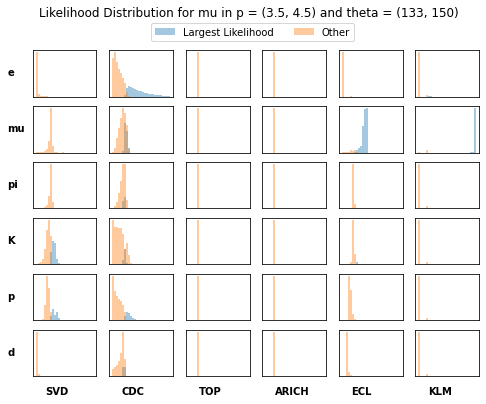 Likelihood Distribution for mu in p = (3.5, 4.5) and theta = (133, 150)
Largest Likelihood Other
e
mu
pi
K
p
d
SVD CDC TOP ARICH ECL KLM